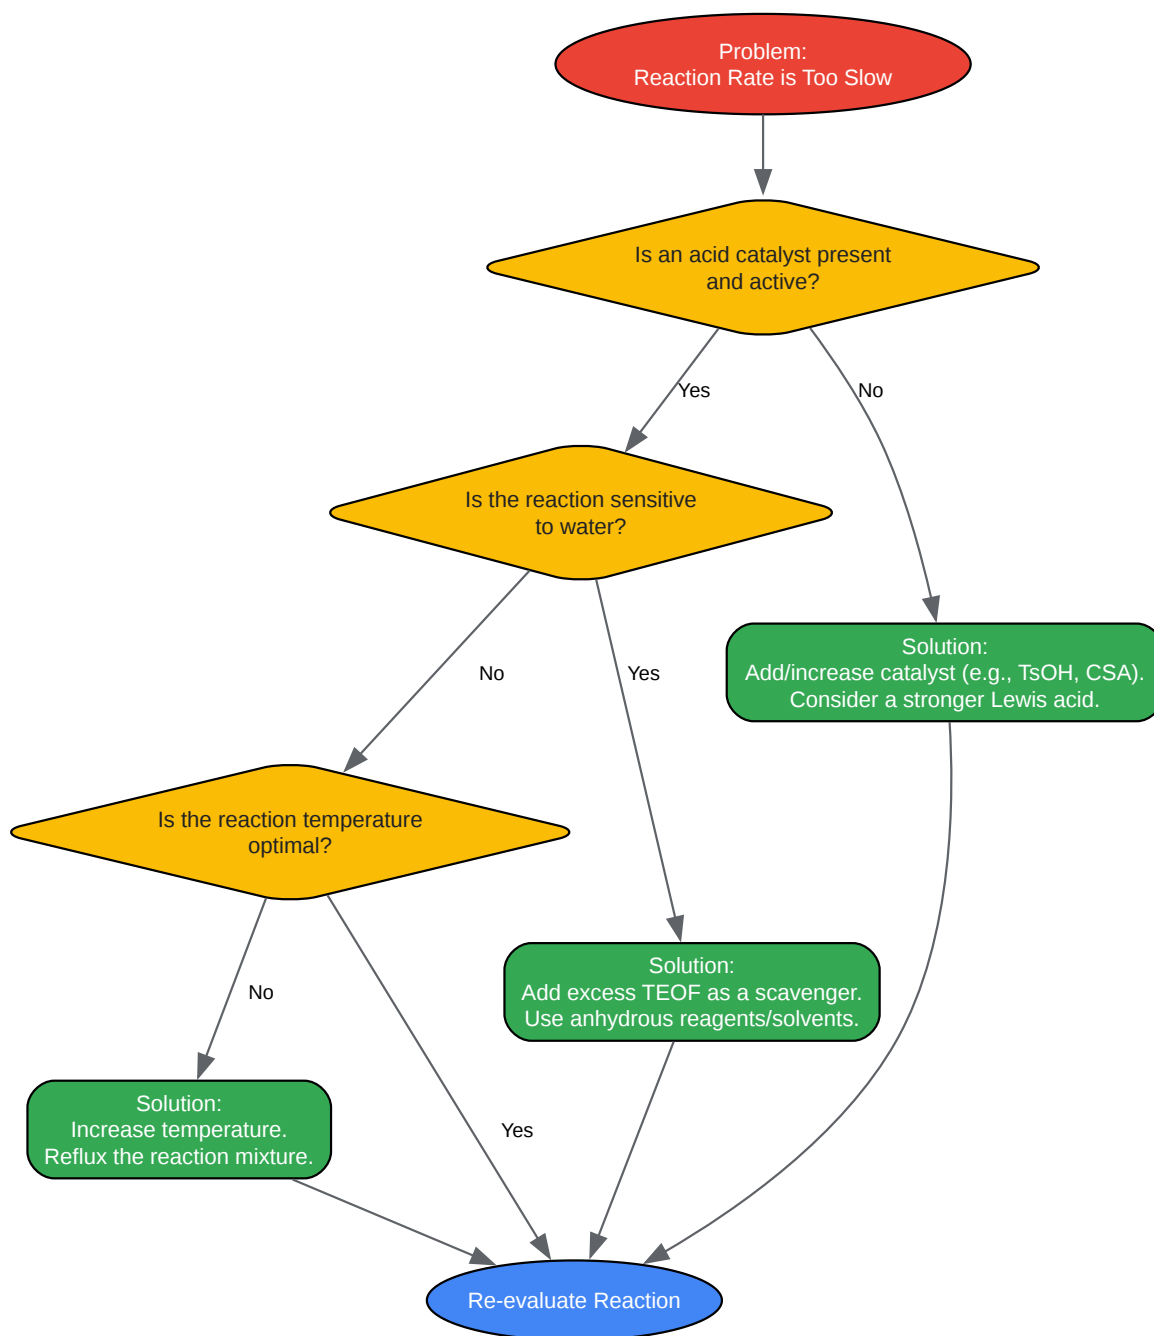 Problem:
Reaction Rate is Too Slow
Is an acid catalyst present
and active?
Yes
No
Is the reaction sensitive
to water?
No
Yes
Solution:
Add/increase catalyst (e.g., TsOH, CSA).
Consider a stronger Lewis acid.
Is the reaction temperature
optimal?
No
Yes
Solution:
Add excess TEOF as a scavenger.
Use anhydrous reagents/solvents.
Solution:
Increase temperature.
Reflux the reaction mixture.
Re-evaluate Reaction